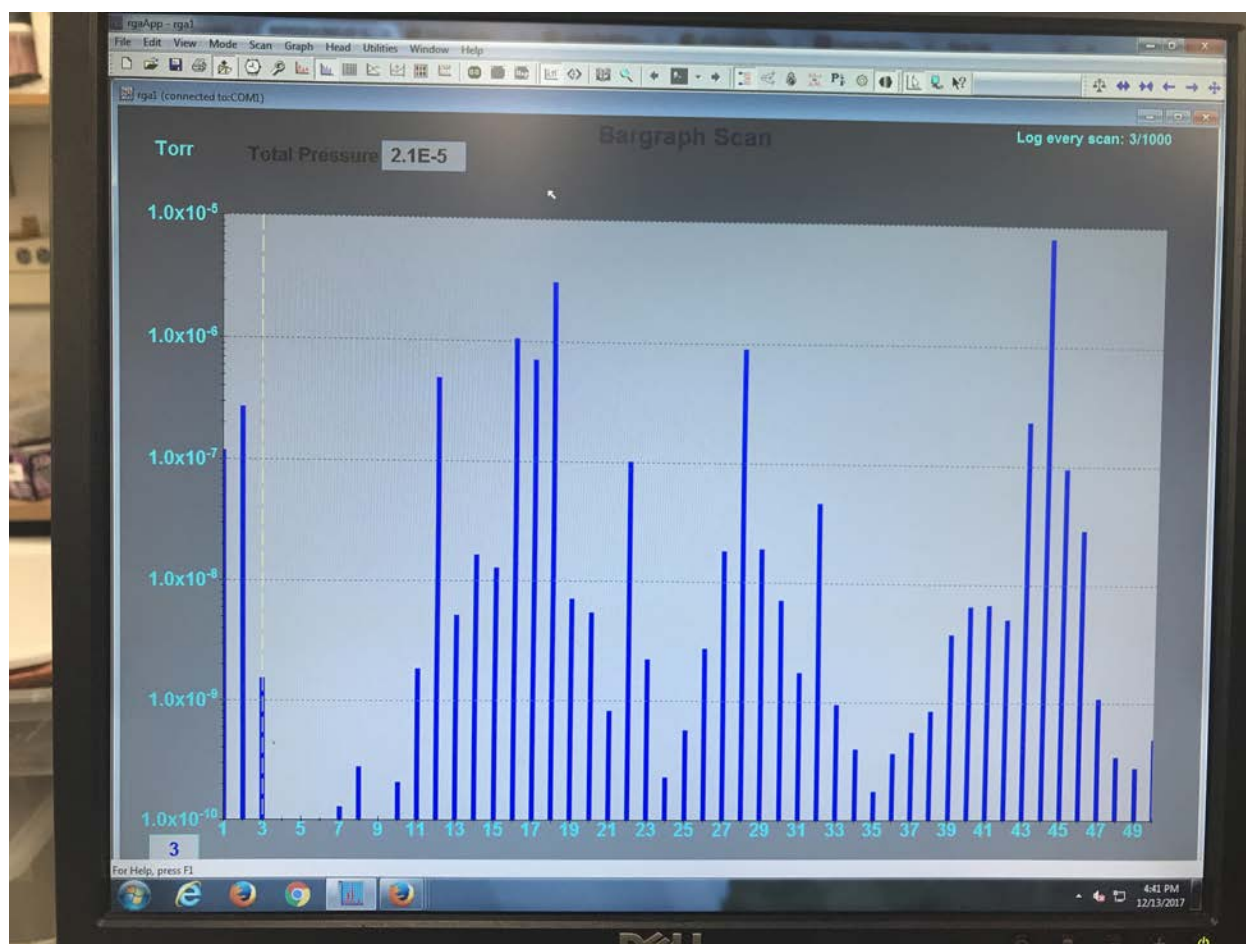 rgaApp - rga1
File Edit View Mode Scan Graph Head Utilities Window Help
rga1 (connected to:COM1)
Bargraph Scan
Torr
Total Pressure 2.1E-5
Log every scan: 3/1000
1.0x10-5
1.0x10-6
1.0x10-7
1.0x10-8
1.0x10-9
1.0x10-10
1 3 5 7 9 11 13 15 17 19 21 23 25 27 29 31 33 35 37 39 41 43 45 47 49
3
For Help, press F1
4:41 PM
12/13/2017
DELL